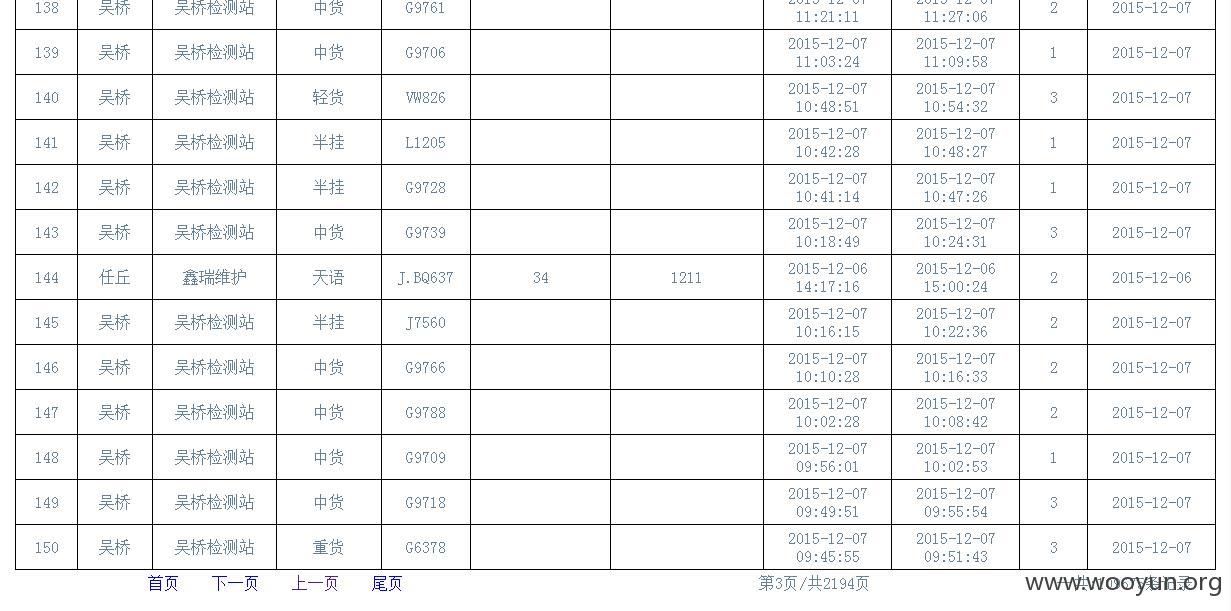 138 吴桥 吴桥检测站 中货 G9761 11:21:11 11:27:06 2 2015-12-07
139 吴桥 吴桥检测站 中货 G9706 2015-12-07 11:03:24 2015-12-07 11:09:58 1 2015-12-07
140 吴桥 吴桥检测站 轻货 VW826 2015-12-07 10:48:51 2015-12-07 10:54:32 3 2015-12-07
141 吴桥 吴桥检测站 半挂 L1205 2015-12-07 10:42:28 2015-12-07 10:48:27 1 2015-12-07
142 吴桥 吴桥检测站 半挂 G9728 2015-12-07 10:41:14 2015-12-07 10:47:26 1 2015-12-07
143 吴桥 吴桥检测站 中货 G9739 2015-12-07 10:18:49 2015-12-07 10:24:31 3 2015-12-07
144 任丘 鑫瑞维护 天语 J.BQ637 34 1211 2015-12-06 14:17:16 2015-12-06 15:00:24 2 2015-12-06
145 吴桥 吴桥检测站 半挂 J7560 2015-12-07 10:16:15 2015-12-07 10:22:36 2 2015-12-07
146 吴桥 吴桥检测站 中货 G9766 2015-12-07 10:10:28 2015-12-07 10:16:33 2 2015-12-07
147 吴桥 吴桥检测站 中货 G9788 2015-12-07 10:02:28 2015-12-07 10:08:42 2 2015-12-07
148 吴桥 吴桥检测站 中货 G9709 2015-12-07 09:56:01 2015-12-07 10:02:53 1 2015-12-07
149 吴桥 吴桥检测站 中货 G9718 2015-12-07 09:49:51 2015-12-07 09:55:54 3 2015-12-07
150 吴桥 吴桥检测站 重货 G6378 2015-12-07 09:45:55 2015-12-07 09:51:43 3 2015-12-07
首页 下一页 上一页 尾页 第3页/共2194页 www.wooyun.org